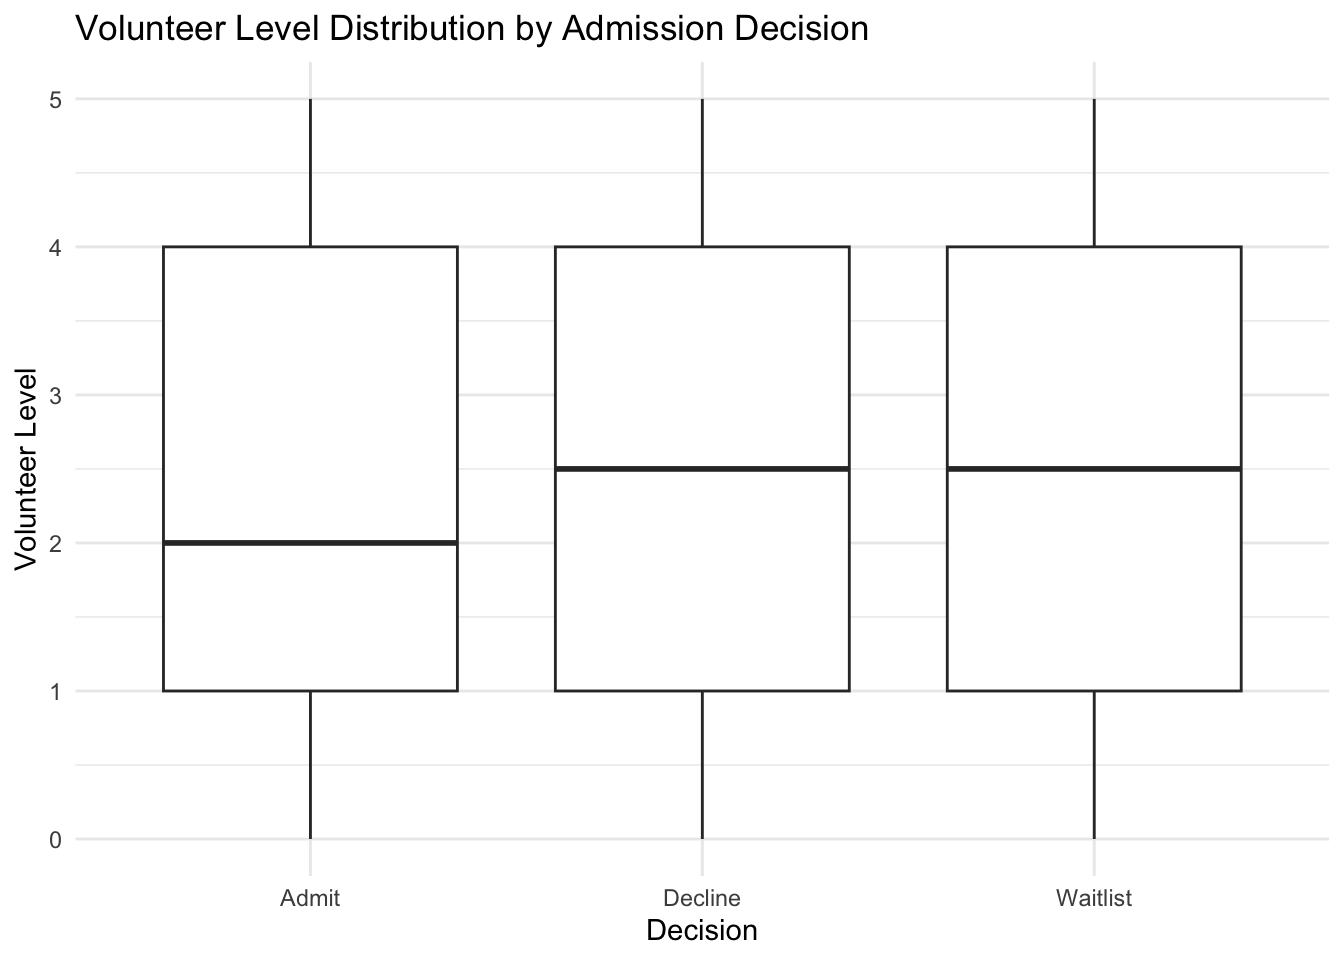 Volunteer Level Distribution by Admission Decision
Volunteer Level
5
4
3
2
1
0
Admit Decline Waitlist
Decision